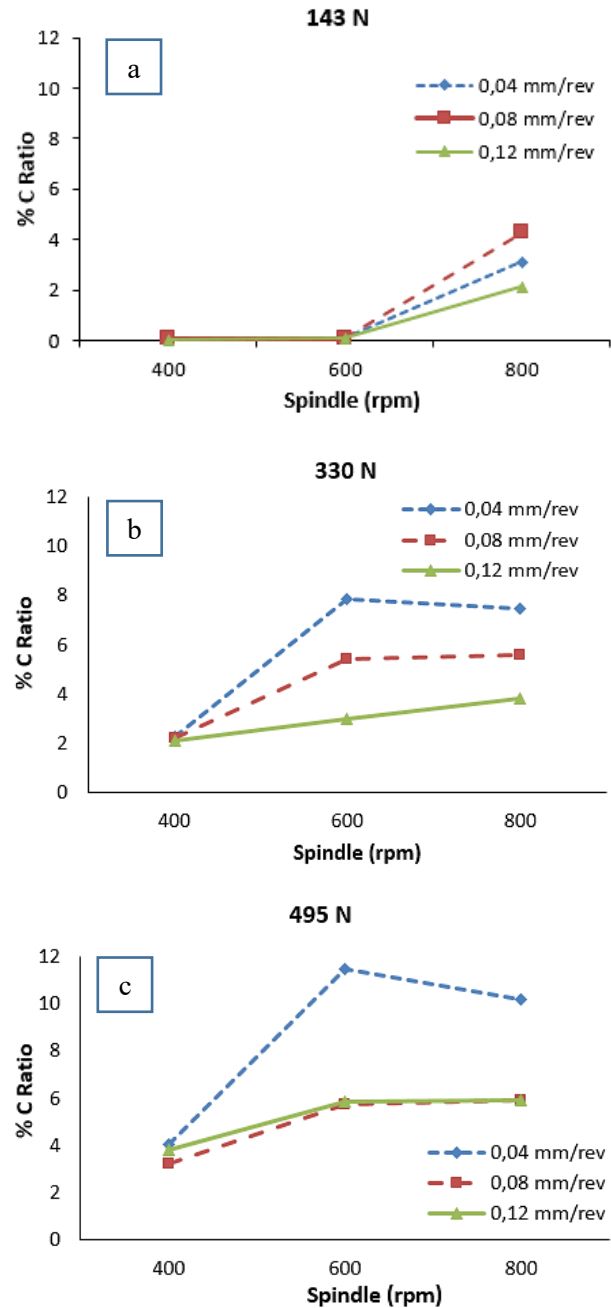 143 N
a
0,04 mm/rev
0,08 mm/rev
0,12 mm/rev
% C Ratio
12
10
8
6
4
2
0
400 600 800
Spindle (rpm)
330 N
b
0,04 mm/rev
0,08 mm/rev
0,12 mm/rev
% C Ratio
12
10
8
6
4
2
0
400 600 800
Spindle (rpm)
495 N
c
% C Ratio
12
10
8
6
4
2
0
0,04 mm/rev
0,08 mm/rev
0,12 mm/rev
400 600 800
Spindle (rpm)